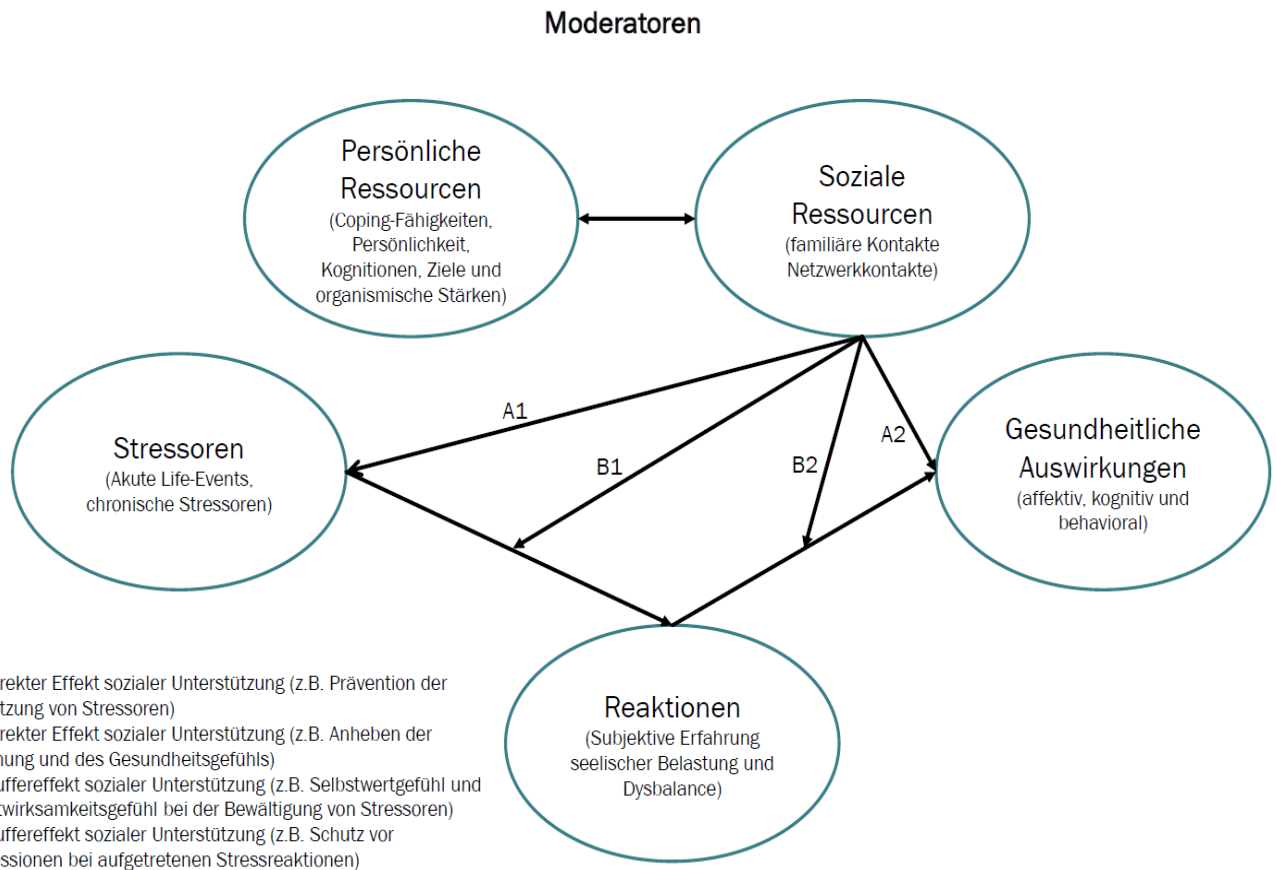 Moderatoren
Persönliche
Ressourcen
(Coping-Fähigkeiten,
Persönlichkeit,
Kognitionen, Ziele und
organismische Stärken)
Soziale
Ressourcen
(familiäre Kontakte
Netzwerkkontakte)
A1
B1
B2
A2
Stressoren
(Akute Life-Events,
chronische Stressoren)
Gesundheitliche
Auswirkungen
(affektiv, kognitiv und
behavioral)
Reaktionen
(Subjektive Erfahrung
seelischer Belastung und
Dysbalance)
rekter Effekt sozialer Unterstützung (z.B. Prävention der
tzung von Stressoren)
rekter Effekt sozialer Unterstützung (z.B. Anheben der
nung und des Gesundheitsgefühls)
uffereffekt sozialer Unterstützung (z.B. Selbstwertgefühl und
twirksamkeitsgefühl bei der Bewältigung von Stressoren)
uffereffekt sozialer Unterstützung (z.B. Schutz vor
essionen bei aufgetretenen Stressreaktionen)